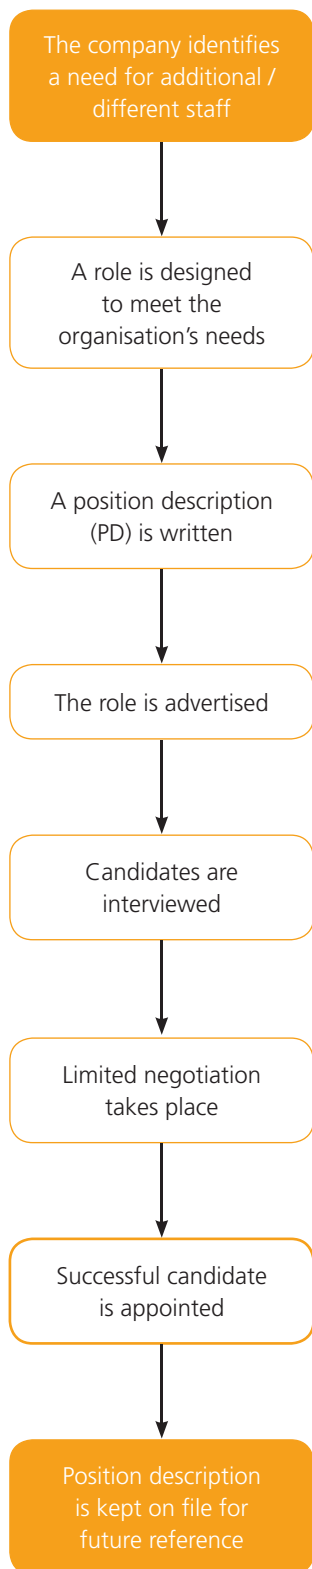 The company identifies
a need for additional /
different staff
A role is designed
to meet the
organisation’s needs
A position description
(PD) is written
The role is advertised
Candidates are
interviewed
Limited negotiation
takes place
Successful candidate
is appointed
Position description
is kept on file for
future reference